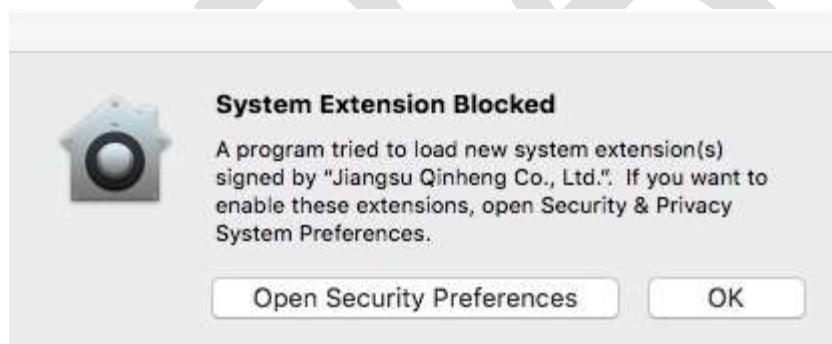 System Extension Blocked
A program tried to load new system extension(s)
signed by “Jiangsu Qinheng Co., Ltd.”.  If you want to
enable these extensions, open Security & Privacy
System Preferences.
Open Security Preferences
OK